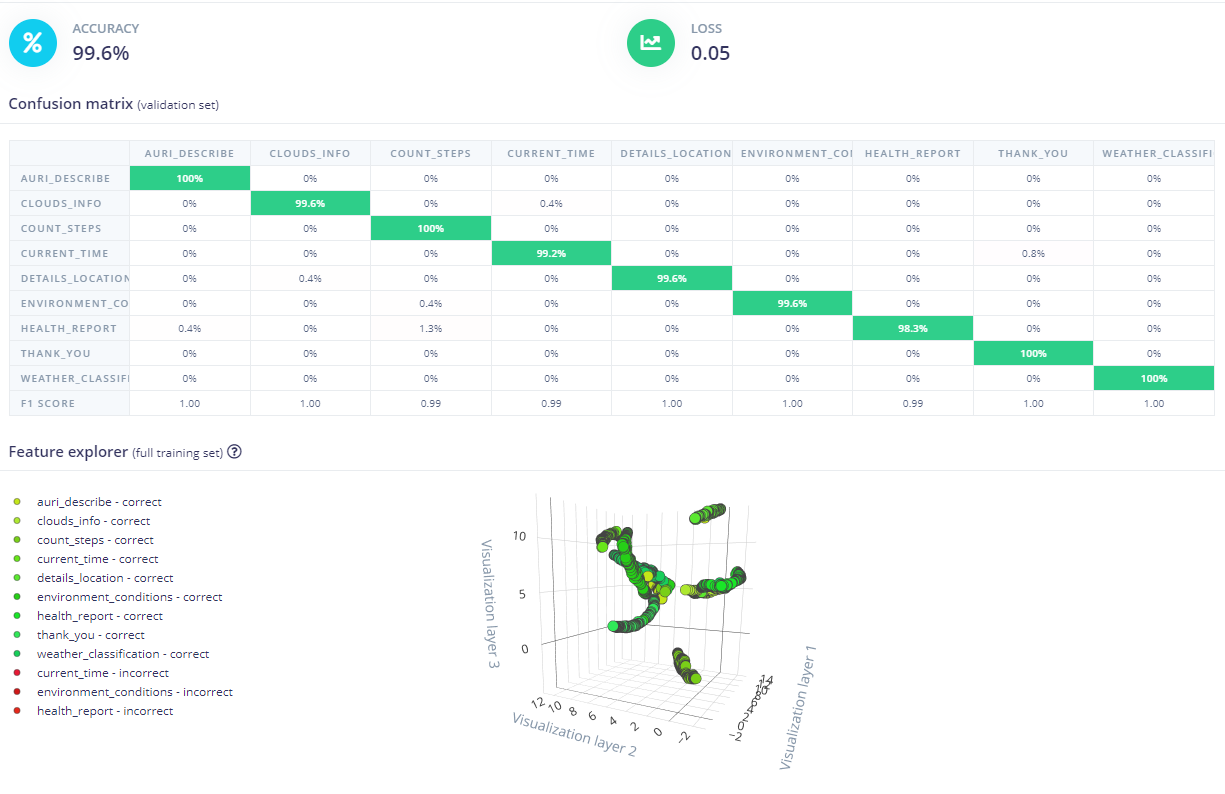 ACCURACY
99.6%
LOSS
0.05
Confusion matrix (validation set)
AURI_DESCRIBE CLOUDS_INFO COUNT_STEPS CURRENT_TIME DETAILS_LOCATION ENVIRONMENT_CO HEALTH_REPORT THANK_YOU WEATHER_CLASSIFI
AURI_DESCRIBE 100% 0% 0% 0% 0% 0% 0% 0% 0%
CLOUDS_INFO 0% 99.6% 0% 0.4% 0% 0% 0% 0% 0%
COUNT_STEPS 0% 0% 100% 0% 0% 0% 0% 0% 0%
CURRENT_TIME 0% 0% 0% 99.2% 0% 0% 0% 0.8% 0%
DETAILS_LOCATION 0% 0.4% 0% 0% 99.6% 0% 0% 0% 0%
ENVIRONMENT_CO 0% 0% 0.4% 0% 0% 99.6% 0% 0% 0%
HEALTH_REPORT 0.4% 0% 1.3% 0% 0% 0% 98.3% 0% 0%
THANK_YOU 0% 0% 0% 0% 0% 0% 0% 100% 0%
WEATHER_CLASSIFI 0% 0% 0% 0% 0% 0% 0% 0% 100%
F1 SCORE 1.00 1.00 0.99 0.99 1.00 1.00 0.99 1.00 1.00
Feature explorer (full training set) ?
auri_describe - correct
clouds_info - correct
count_steps - correct
current_time - correct
details_location - correct
environment_conditions - correct
health_report - correct
thank_you - correct
weather_classification - correct
current_time - incorrect
environment_conditions - incorrect
health_report - incorrect
Visualization layer 3
10
5
0
Visualization layer 2
12
10
8
6
4
2
0
−2
Visualization layer 1
14
4
2
0
−2